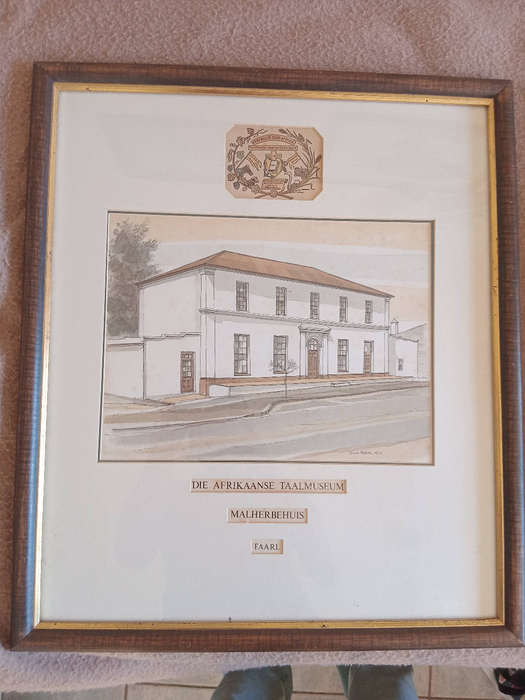 DIE AFRIKAANSE TAALMUSEUM
MALHERBEHUIS
PAARL